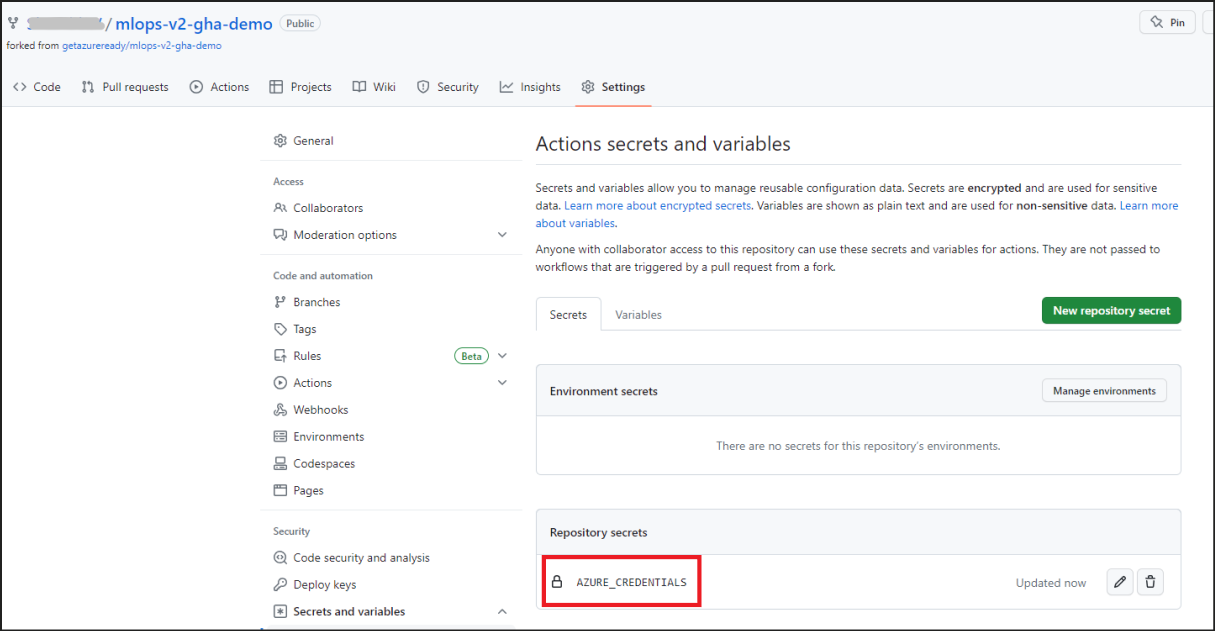 / mlops-v2-gha-demo Public
Pin
forked from getazureready/mlops-v2-gha-demo
Code Pull requests Actions Projects Wiki Security Insights Settings
General
Access
Collaborators
Moderation options
Code and automation
Branches
Tags
Rules Beta
Actions
Webhooks
Environments
Codespaces
Pages
Security
Code security and analysis
Deploy keys
Secrets and variables
Actions secrets and variables
Secrets and variables allow you to manage reusable configuration data. Secrets are encrypted and are used for sensitive
data. Learn more about encrypted secrets. Variables are shown as plain text and are used for non-sensitive data. Learn more
about variables.
Anyone with collaborator access to this repository can use these secrets and variables for actions. They are not passed to
workflows that are triggered by a pull request from a fork.
Secrets Variables
New repository secret
Environment secrets
Manage environments
There are no secrets for this repository's environments.
Repository secrets
AZURE_CREDENTIALS
Updated now